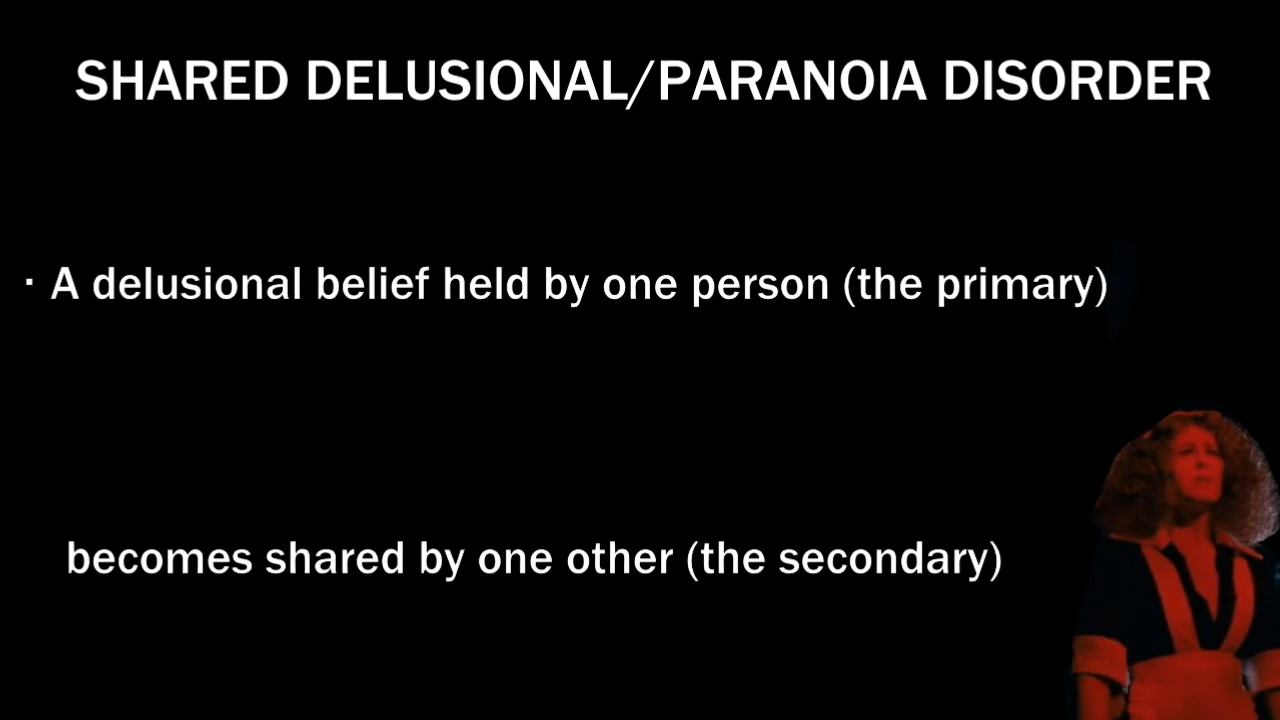 SHARED DELUSIONAL/PARANOIA DISORDER
· A delusional belief held by one person (the primary)
becomes shared by one other (the secondary)